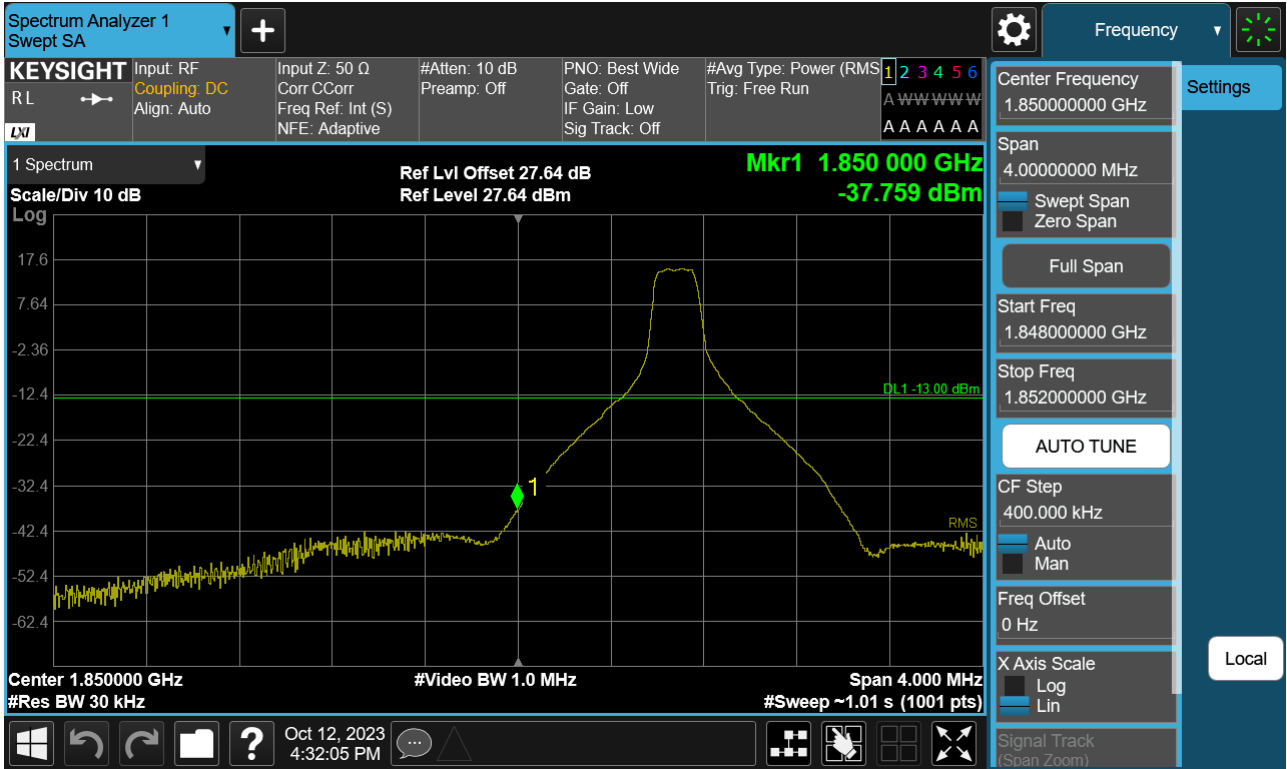 Spectrum Analyzer 1
Swept SA
Frequency
KEYSIGHT
R L
LXI
Input: RF
Coupling: DC
Align: Auto
Input Z: 50 Ω
Corr CCorr
Freq Ref: Int (S)
NFE: Adaptive
#Atten: 10 dB
Preamp: Off
PNO: Best Wide
Gate: Off
IF Gain: Low
Sig Track: Off
#Avg Type: Power (RMS
Trig: Free Run
1 2 3 4 5 6
A W W W W W
A A A A A A
1 Spectrum
Scale/Div 10 dB
Log
Ref Lvl Offset 27.64 dB
Ref Level 27.64 dBm
Mkr1 1.850 000 GHz
-37.759 dBm
17.6
7.64
-2.36
-12.4
-22.4
-32.4
-42.4
-52.4
-62.4
DL1 -13.00 dBm
1
RMS
Center 1.850000 GHz
#Video BW 1.0 MHz
Span 4.000 MHz
#Res BW 30 kHz
#Sweep ~1.01 s (1001 pts)
Center Frequency
1.850000000 GHz
Settings
Span
4.00000000 MHz
Swept Span
Zero Span
Full Span
Start Freq
1.848000000 GHz
Stop Freq
1.852000000 GHz
AUTO TUNE
CF Step
400.000 kHz
Auto
Man
Freq Offset
0 Hz
X Axis Scale
Log
Lin
Local
Signal Track
(Span Zoom)
?
Oct 12, 2023
4:32:05 PM